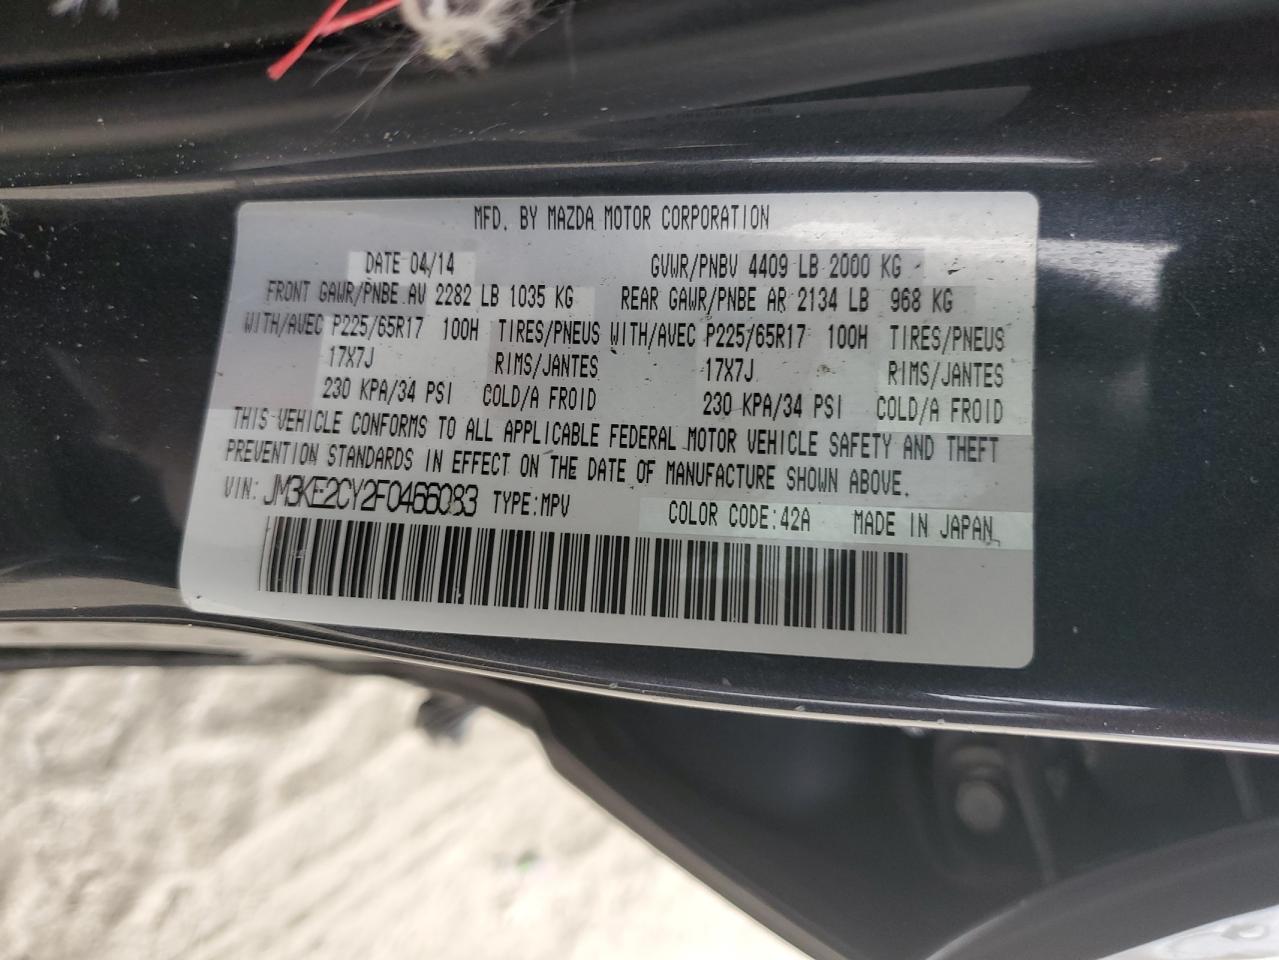 MFD. BY MAZDA MOTOR CORPORATION
DATE 04/14 GVWR/PNBV 4409 LB 2000 KG
FRONT GAWR/PNBE AV 2282 LB 1035 KG REAR GAWR/PNBE AR 2134 LB 968 KG
WITH/AVEC P225/65R17 100H TIRES/PNEUS WITH/AVEC P225/65R17 100H TIRES/PNEUS
17X7J RIMS/JANTES 17X7J RIMS/JANTES
230 KPA/34 PSI COLD/A FROID 230 KPA/34 PSI COLD/A FROID
THIS VEHICLE CONFORMS TO ALL APPLICABLE FEDERAL MOTOR VEHICLE SAFETY AND THEFT
PREVENTION STANDARDS IN EFFECT ON THE DATE OF MANUFACTURE SHOWN ABOVE.
VIN: JM3KE2CY2F0466083 TYPE:MPV COLOR CODE:42A MADE IN JAPAN